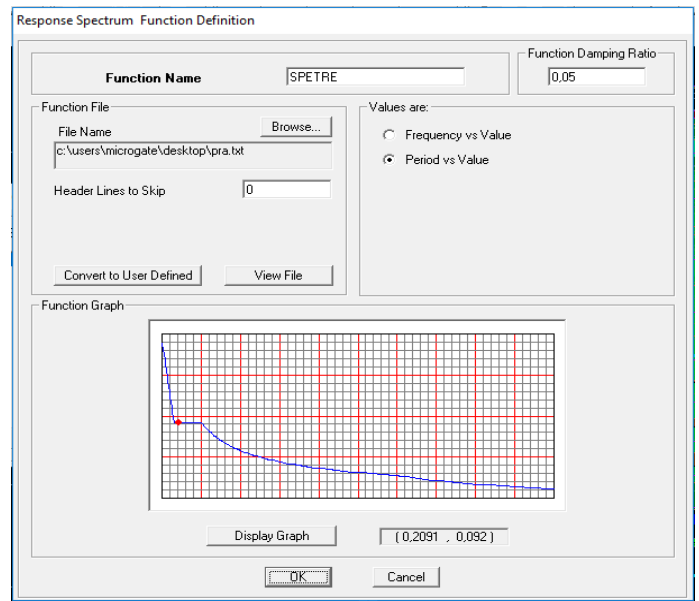 Response Spectrum Function Definition
Function Name
SPETRE
Function Damping Ratio
0,05
Function File
File Name
Browse...
c:\users\microgate\desktop\pra.txt
Header Lines to Skip
0
Convert to User Defined
View File
Values are:
Frequency vs Value
Period vs Value
Function Graph
Display Graph
(0,2091 , 0,092)
OK
Cancel